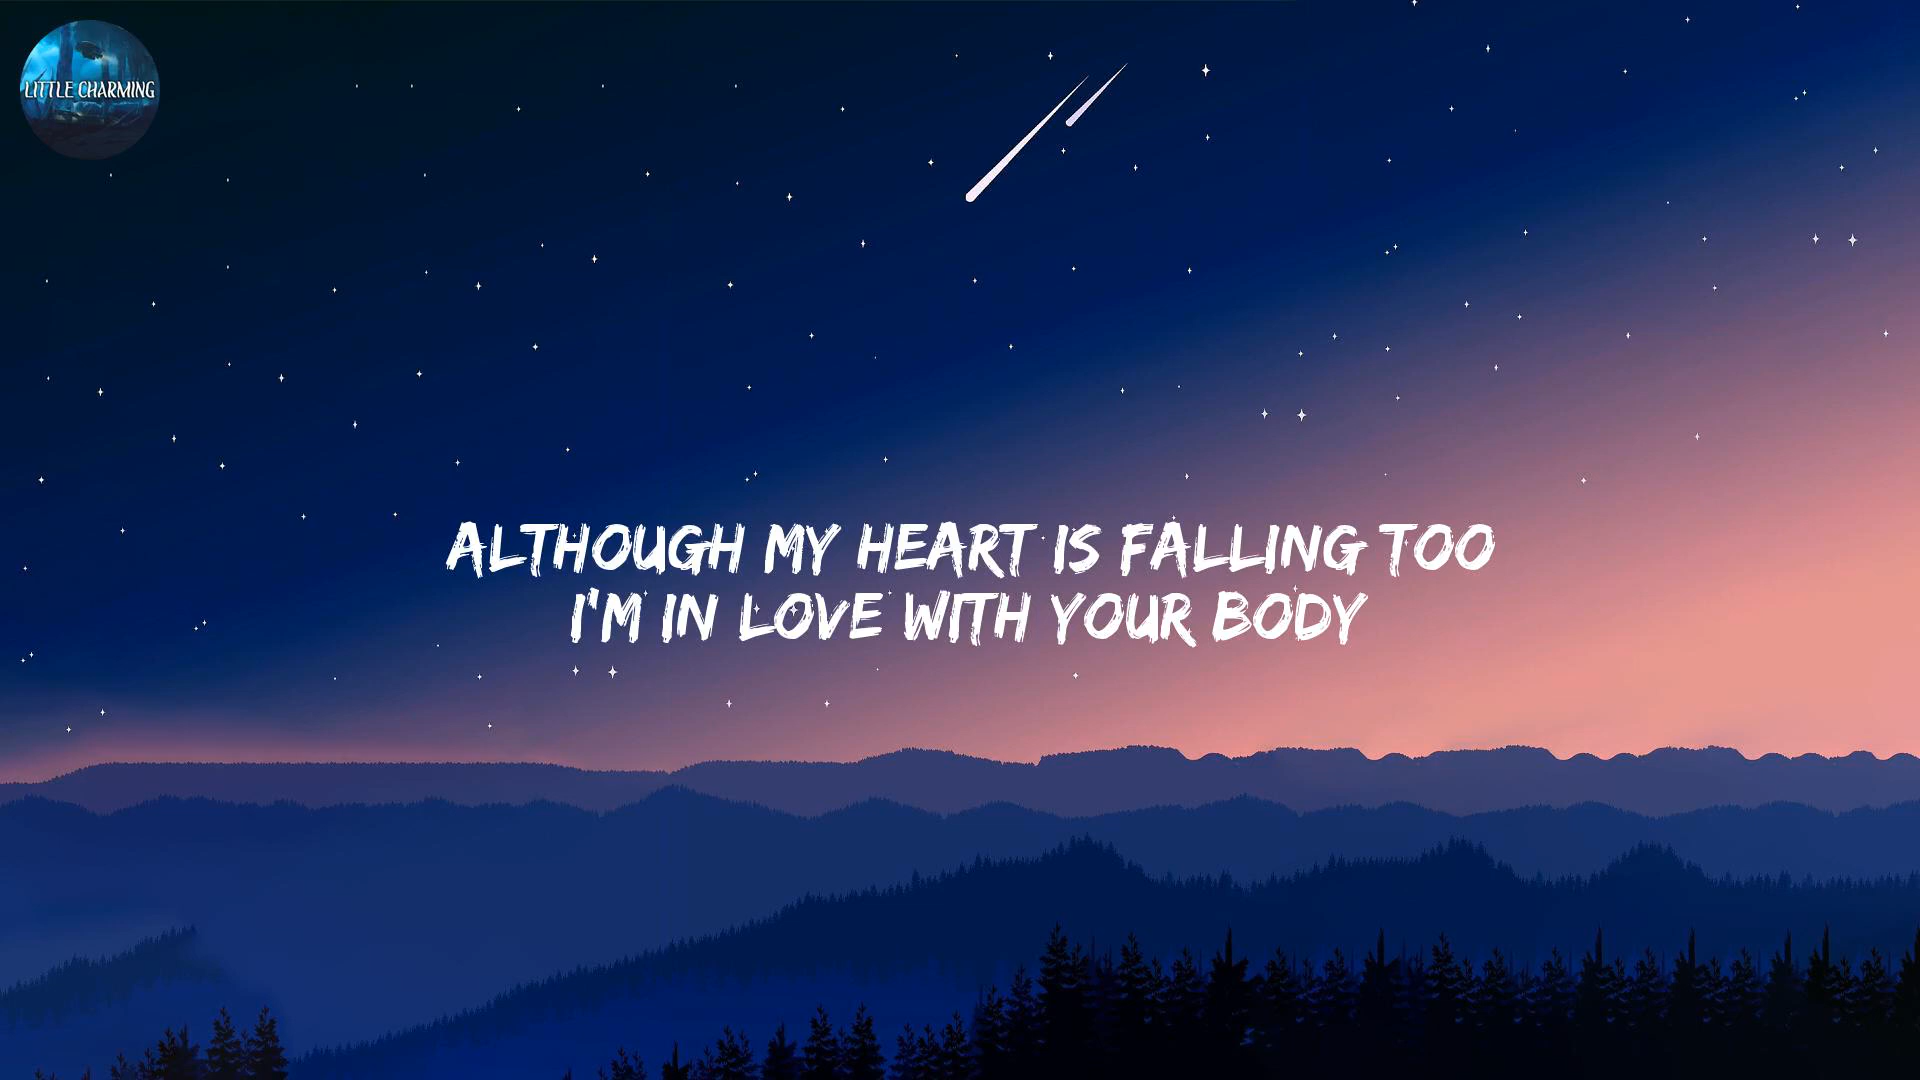 LITTLE CHARMING
ALTHOUGH MY HEART IS FALLING TOO
I'M IN LOVE WITH YOUR BODY